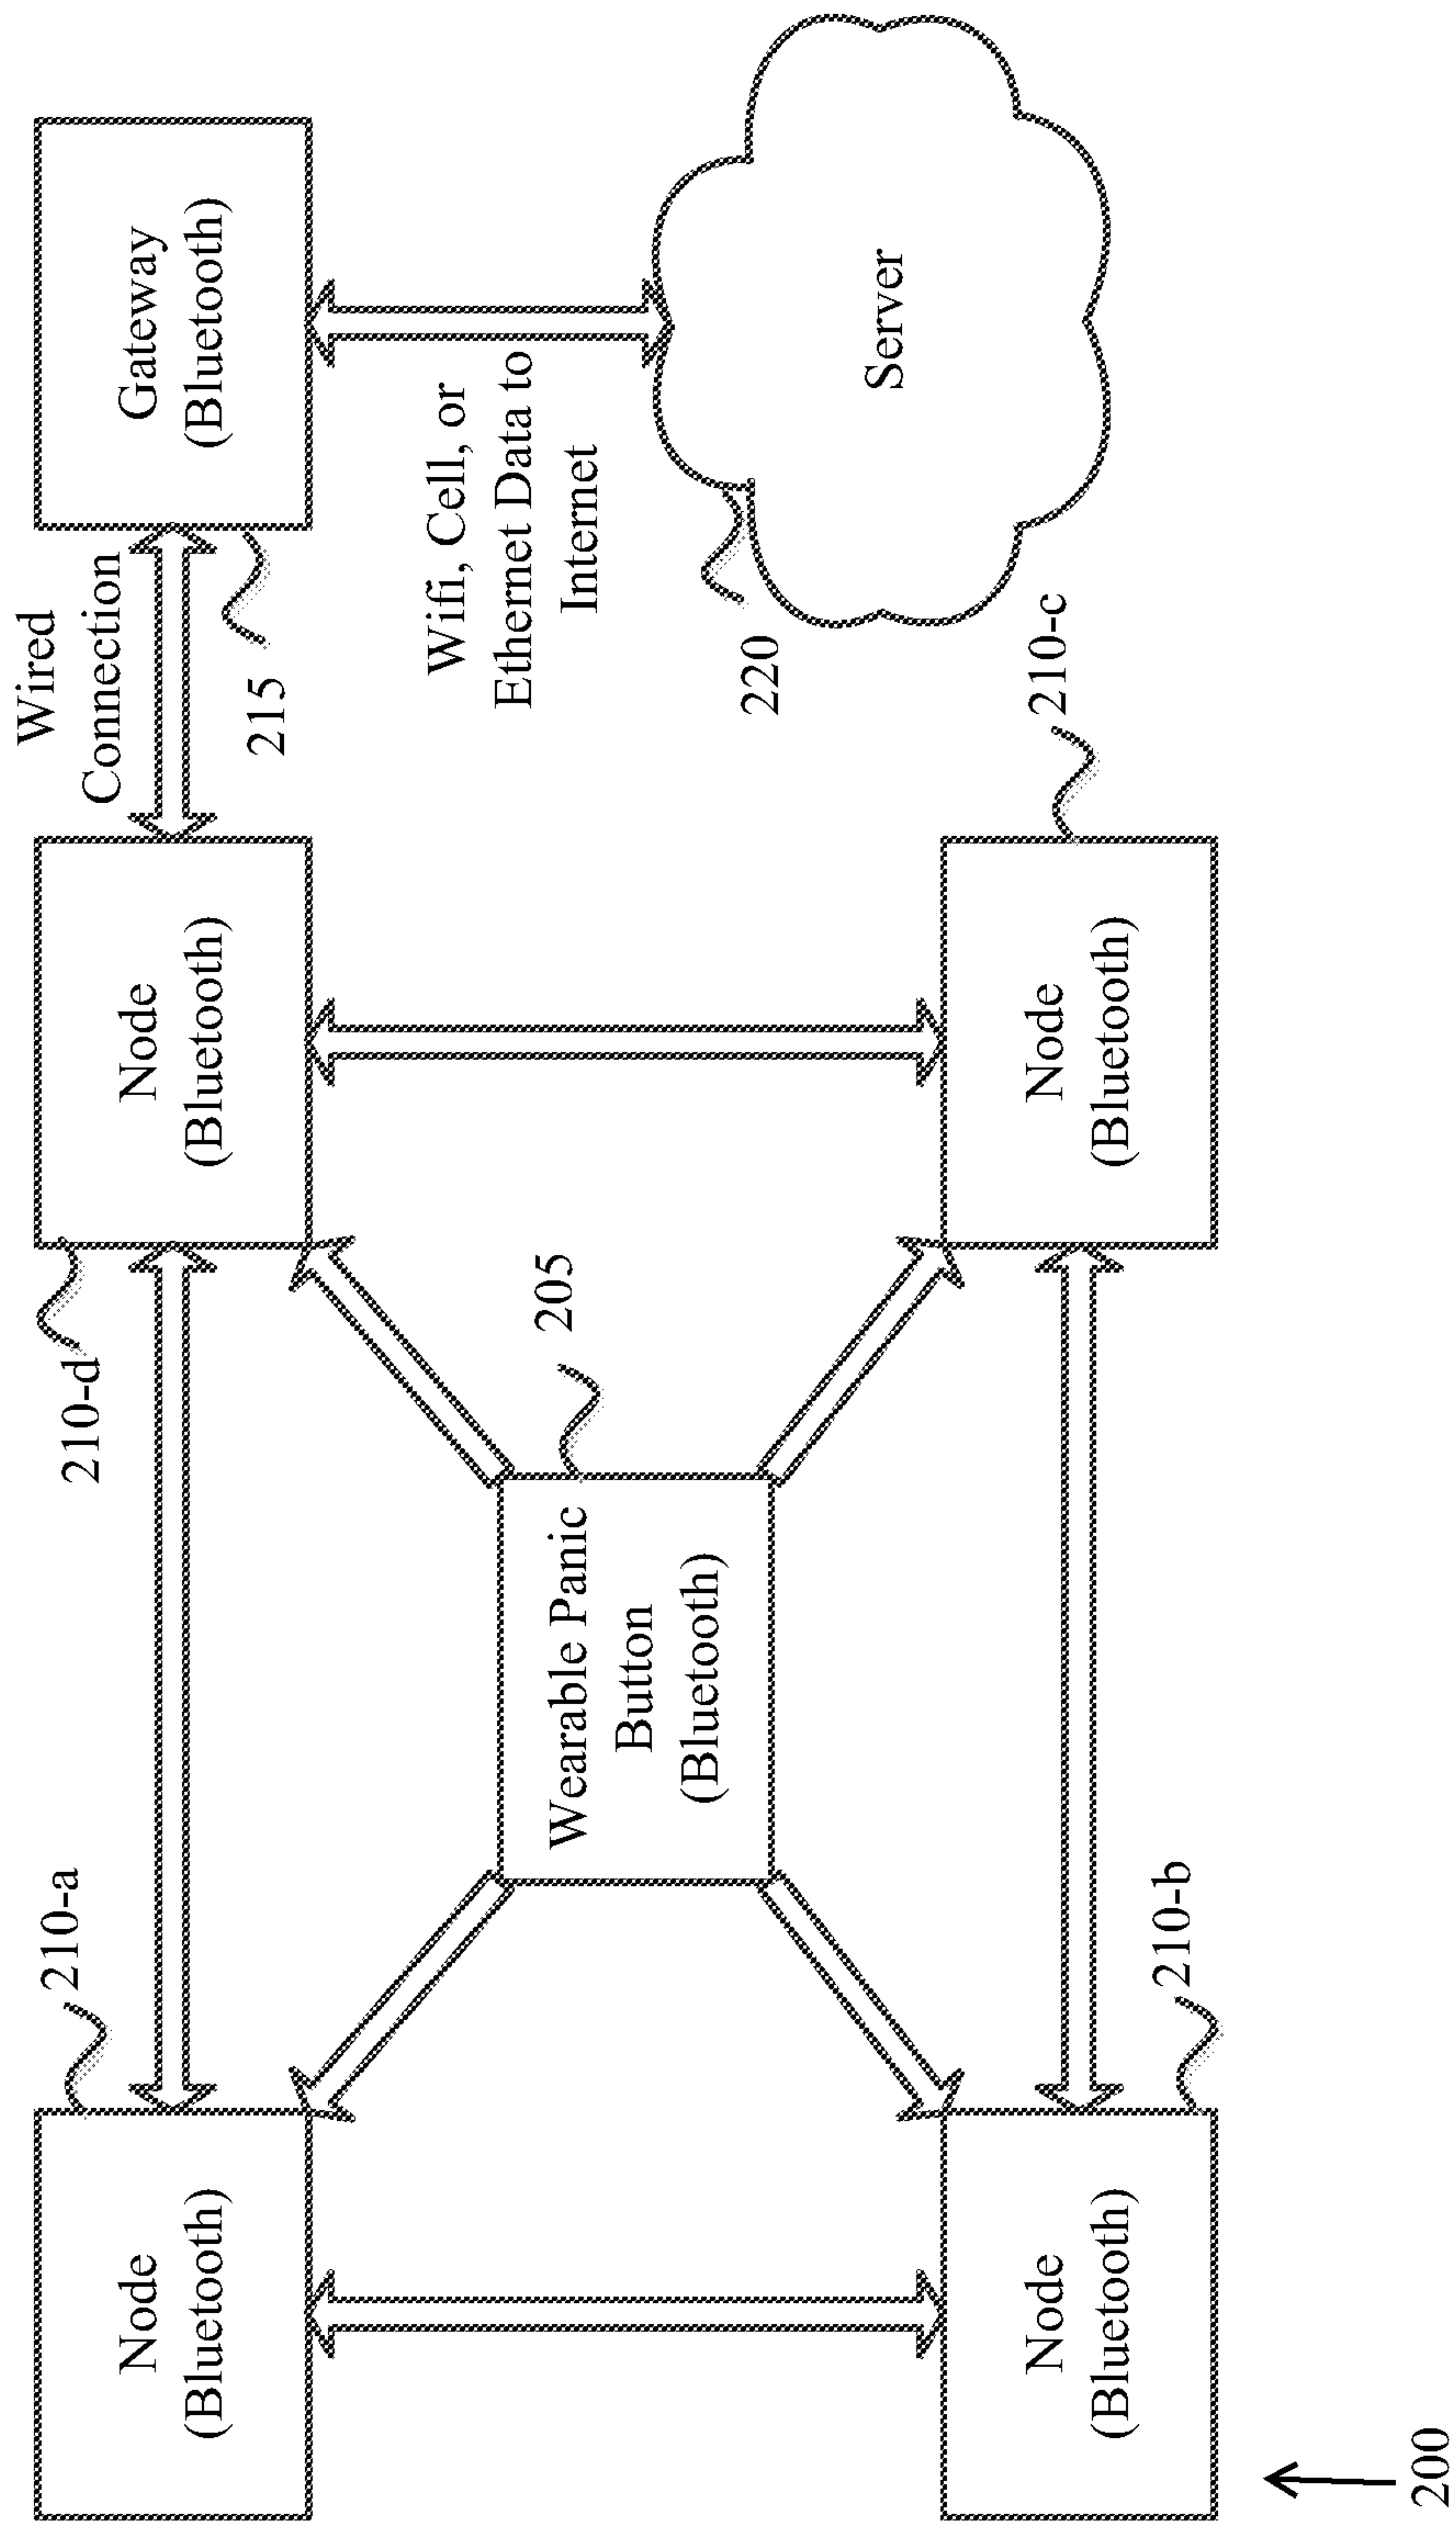 210-a
Node
(Bluetooth)
210-d
Node
(Bluetooth)
Wired
Connection
Gateway
(Bluetooth)
215
Wearable Panic
Button
(Bluetooth)
205
Wifi, Cell, or
Ethernet Data to
Internet
220
Server
Node
(Bluetooth)
210-b
Node
(Bluetooth)
210-c
200